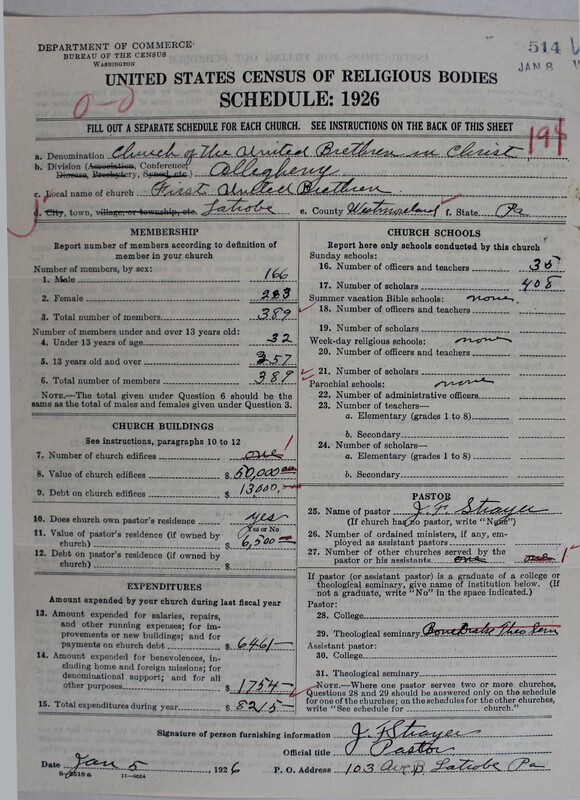 DEPARTMENT OF COMMERCE
BUREAU OF THE CENSUS
WASHINGTON
514
JAN 8
UNITED STATES CENSUS OF RELIGIOUS BODIES
SCHEDULE: 1926
0-0
FILL OUT A SEPARATE SCHEDULE FOR EACH CHURCH. SEE INSTRUCTIONS ON THE BACK OF THIS SHEET
a. Denomination Church of the United Brethren in Christ
b. Division (Association, Conference, Diocese, Presbytery, Synod, etc.) Allegheny
c. Local name of church First United Brethren
d. City, town, village, or township, etc. Latrobe e. County Westmoreland f. State Pa
MEMBERSHIP
Report number of members according to definition of
member in your church
Number of members, by sex:
1. Male 166
2. Female 223
3. Total number of members 389
Number of members under and over 13 years old:
4. Under 13 years of age 32
5. 13 years old and over 357
6. Total number of members 389
NOTE.—The total given under Question 6 should be the
same as the total of males and females given under Question 3.
CHURCH BUILDINGS
See instructions, paragraphs 10 to 12
7. Number of church edifices one 1
8. Value of church edifices $ 50,000
9. Debt on church edifices $ 13000
10. Does church own pastor's residence yes
Yes or No
11. Value of pastor's residence (if owned by
church) $ 6,500
12. Debt on pastor's residence (if owned by
church) $
EXPENDITURES
Amount expended by your church during last fiscal year
13. Amount expended for salaries, repairs,
and other running expenses; for im-
provements or new buildings; and for
payments on church debt $ 6461—
14. Amount expended for benevolences, in-
cluding home and foreign missions; for
denominational support; and for all
other purposes $ 1754—
15. Total expenditures during year $ 8215—
CHURCH SCHOOLS
Report here only schools conducted by this church
Sunday schools:
16. Number of officers and teachers 35
17. Number of scholars 405
Summer vacation Bible schools: none
18. Number of officers and teachers
19. Number of scholars
Week-day religious schools: none
20. Number of officers and teachers
21. Number of scholars
Parochial schools: none
22. Number of administrative officers
23. Number of teachers—
a. Elementary (grades 1 to 8)
b. Secondary
24. Number of scholars—
a. Elementary (grades 1 to 8)
b. Secondary
PASTOR
25. Name of pastor J. F. Strayer
(If church has no pastor, write "None")
26. Number of ordained ministers, if any, em-
ployed as assistant pastors
27. Number of other churches served by the
pastor or his assistants one one 1
If pastor (or assistant pastor) is a graduate of a college or
theological seminary, give name of institution below. (If
not a graduate, write "No" in the space indicated.)
Pastor:
28. College
29. Theological seminary Bonebrake Theo Sem
Assistant pastor:
30. College
31. Theological seminary
NOTE.—Where one pastor serves two or more churches,
Questions 28 and 29 should be answered only on the schedule
for one of the churches; on the schedules for the other churches,
write "See schedule for church."
Signature of person furnishing information J. F Strayer
Official title Pastor
Date Jan 5, 1926 P. O. Address 103 Ave B, Latrobe Pa
8-9318 a 11-9024